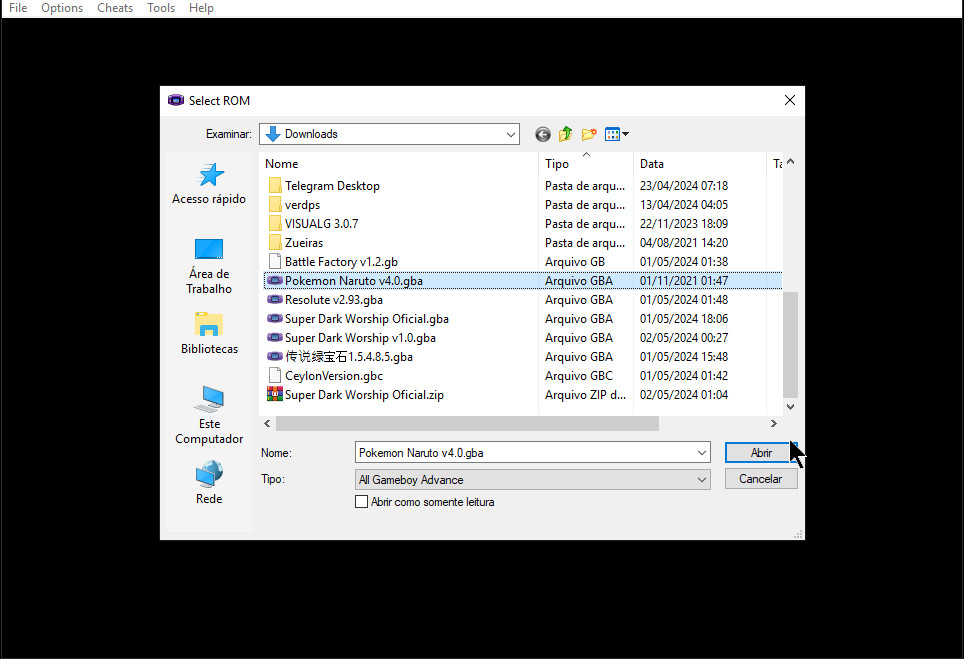 File Options Cheats Tools Help
Select ROM
Examinar: Downloads
Nome Tipo Data Ta
Telegram Desktop Pasta de arqu... 23/04/2024 07:18
verdps Pasta de arqu... 13/04/2024 04:05
VISUALG 3.0.7 Pasta de arqu... 22/11/2023 18:09
Zueiras Pasta de arqu... 04/08/2021 14:20
Battle Factory v1.2.gb Arquivo GB 01/05/2024 01:38
Pokemon Naruto v4.0.gba Arquivo GBA 01/11/2021 01:47
Resolute v2.93.gba Arquivo GBA 01/05/2024 01:48
Super Dark Worship Oficial.gba Arquivo GBA 01/05/2024 18:06
Super Dark Worship v1.0.gba Arquivo GBA 02/05/2024 00:27
传说绿宝石1.5.4.8.5.gba Arquivo GBA 01/05/2024 15:48
CeylonVersion.gbc Arquivo GBC 01/05/2024 01:42
Super Dark Worship Oficial.zip Arquivo ZIP d... 02/05/2024 01:04
Acesso rápido
Área de
Trabalho
Bibliotecas
Este
Computador
Rede
Nome: Pokemon Naruto v4.0.gba Abrir
Tipo: All Gameboy Advance Cancelar
Abrir como somente leitura